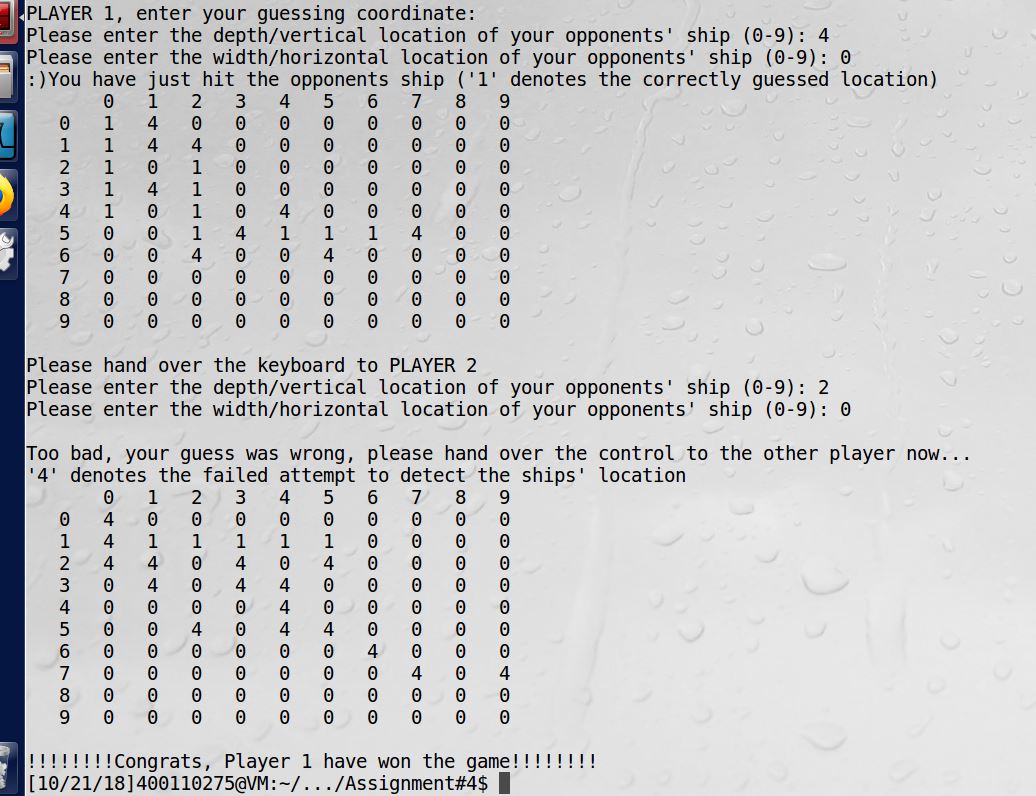 PLAYER 1, enter your guessing coordinate:
Please enter the depth/vertical location of your opponents' ship (0-9): 4
Please enter the width/horizontal location of your opponents' ship (0-9): 0
:)You have just hit the opponents ship ('1' denotes the correctly guessed location)
0 1 2 3 4 5 6 7 8 9
0 1 4 0 0 0 0 0 0 0 0
1 1 4 4 0 0 0 0 0 0 0
2 1 0 1 0 0 0 0 0 0 0
3 1 4 1 0 0 0 0 0 0 0
4 1 0 1 0 4 0 0 0 0 0
5 0 0 1 4 1 1 1 4 0 0
6 0 0 4 0 0 4 0 0 0 0
7 0 0 0 0 0 0 0 0 0 0
8 0 0 0 0 0 0 0 0 0 0
9 0 0 0 0 0 0 0 0 0 0
Please hand over the keyboard to PLAYER 2
Please enter the depth/vertical location of your opponents' ship (0-9): 2
Please enter the width/horizontal location of your opponents' ship (0-9): 0
Too bad, your guess was wrong, please hand over the control to the other player now...
'4' denotes the failed attempt to detect the ships' location
0 1 2 3 4 5 6 7 8 9
0 4 0 0 0 0 0 0 0 0 0
1 4 1 1 1 1 1 0 0 0 0
2 4 4 0 4 0 4 0 0 0 0
3 0 4 0 4 4 0 0 0 0 0
4 0 0 0 0 4 0 0 0 0 0
5 0 0 4 0 4 4 0 0 0 0
6 0 0 0 0 0 0 4 0 0 0
7 0 0 0 0 0 0 0 4 0 4
8 0 0 0 0 0 0 0 0 0 0
9 0 0 0 0 0 0 0 0 0 0
!!!!!!!!Congrats, Player 1 have won the game!!!!!!!!
[10/21/18]400110275@VM:~/.../Assignment#4$